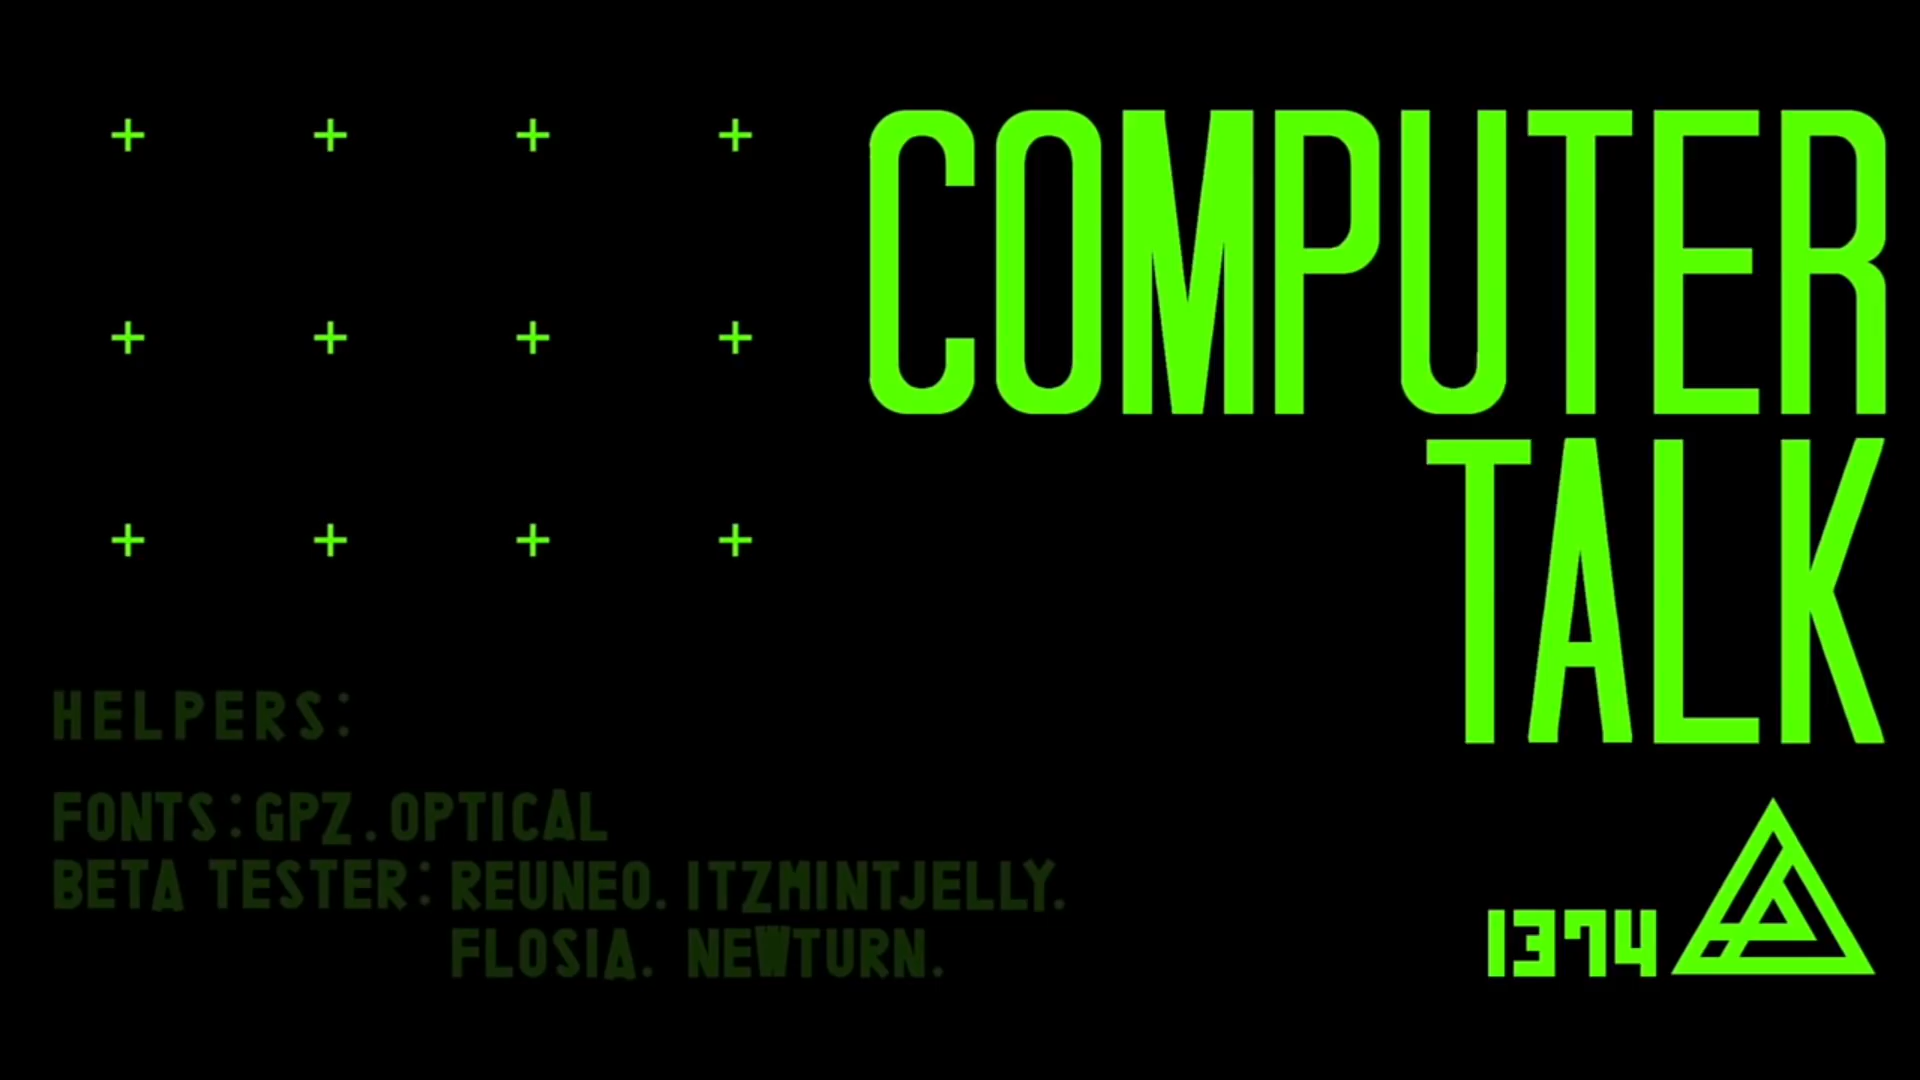 COMPUTER
TALK
HELPERS:
FONTS:GPZ.OPTICAL
BETA TESTER:REUNEO. ITZMINTJELLY.
FLOSIA. NEWTURN.
1374